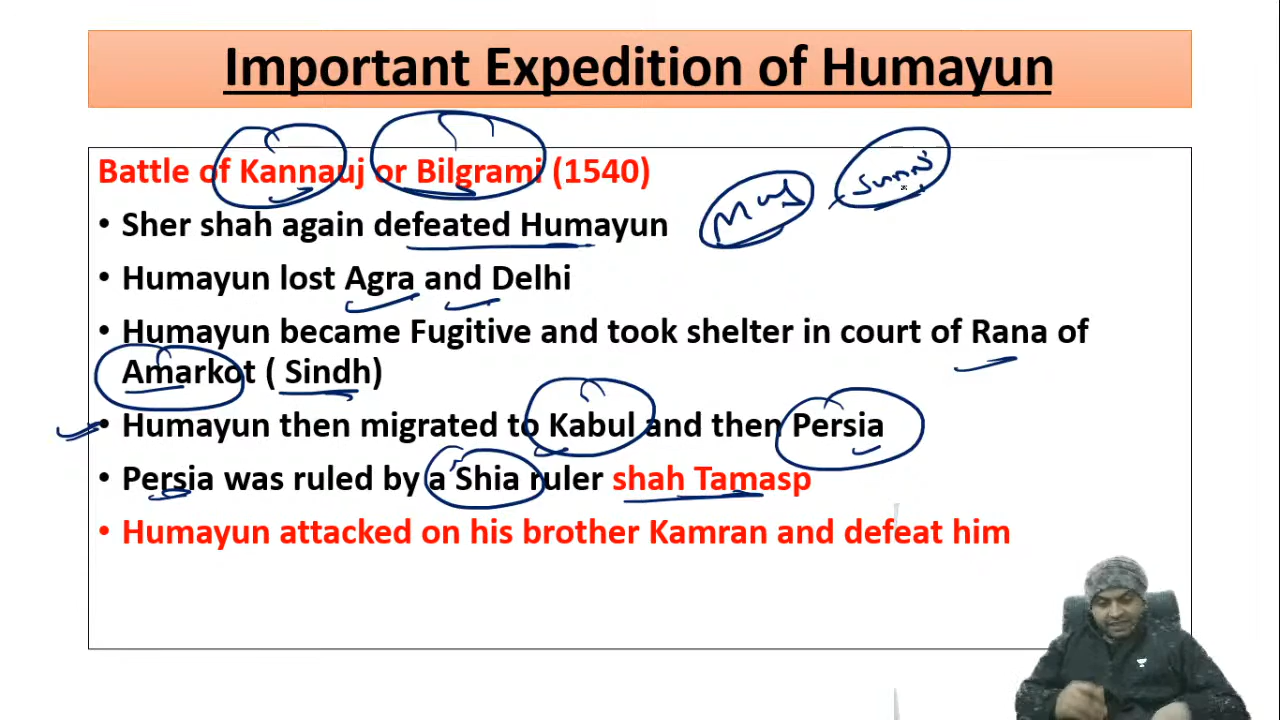 Important Expedition of Humayun
Battle of Kannauj or Bilgrami (1540)
Sunni
• Sher shah again defeated Humayun
• Humayun lost Agra and Delhi
• Humayun became Fugitive and took shelter in court of Rana of
Amarkot ( Sindh)
• Humayun then migrated to Kabul and then Persia
• Persia was ruled by a Shia ruler shah Tamasp
• Humayun attacked on his brother Kamran and defeat him